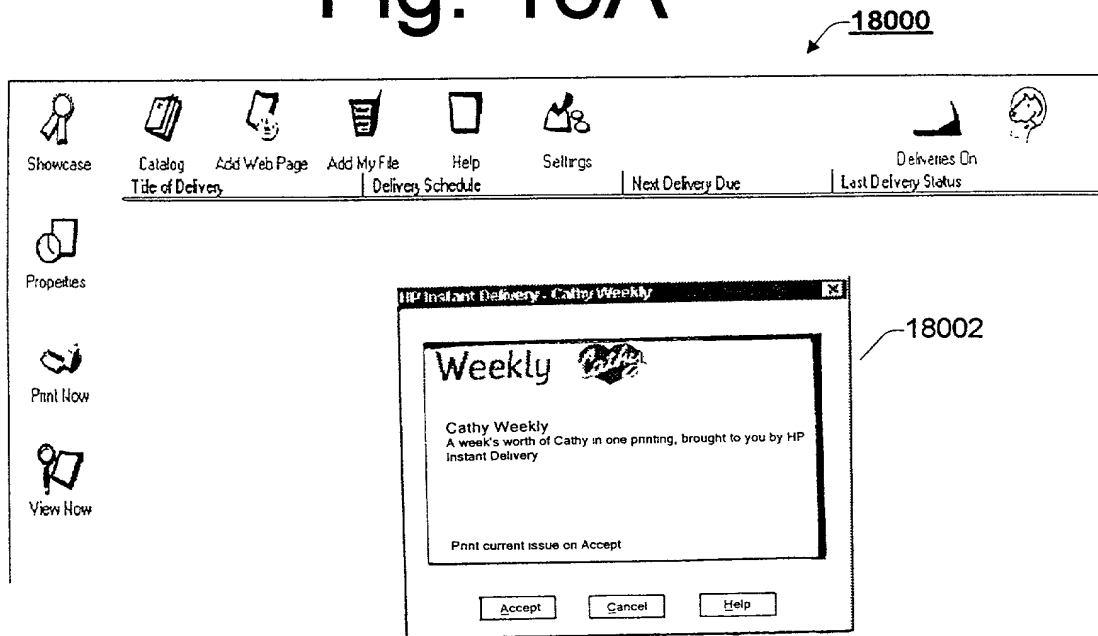 Fig. 18A
18000
Showcase
Catalog
Add Web Page
Add My File
Help
Settings
Deliveries On
Title of Delivery
Delivery Schedule
Next Delivery Due
Last Delivery Status
Properties
HP Instant Delivery - Cathy Weekly
18002
Weekly Cathy
Print Now
Cathy Weekly
A week's worth of Cathy in one printing, brought to you by HP
Instant Delivery
View Now
Print current issue on Accept
Accept
Cancel
Help